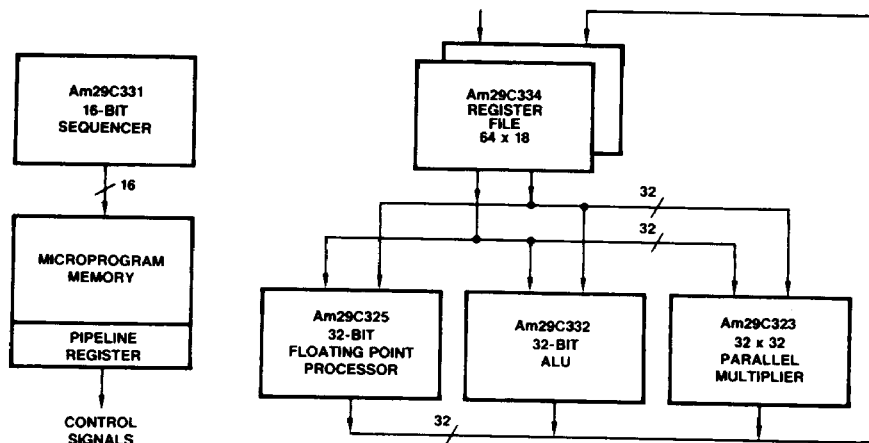 Am29C331
16-BIT
SEQUENCER
16
MICROPROGRAM
MEMORY
PIPELINE
REGISTER
CONTROL
SIGNALS
Am29C334
REGISTER
FILE
64 x 18
32
32
Am29C325
32-BIT
FLOATING POINT
PROCESSOR
Am29C332
32-BIT
ALU
Am29C323
32 x 32
PARALLEL
MULTIPLIER
32